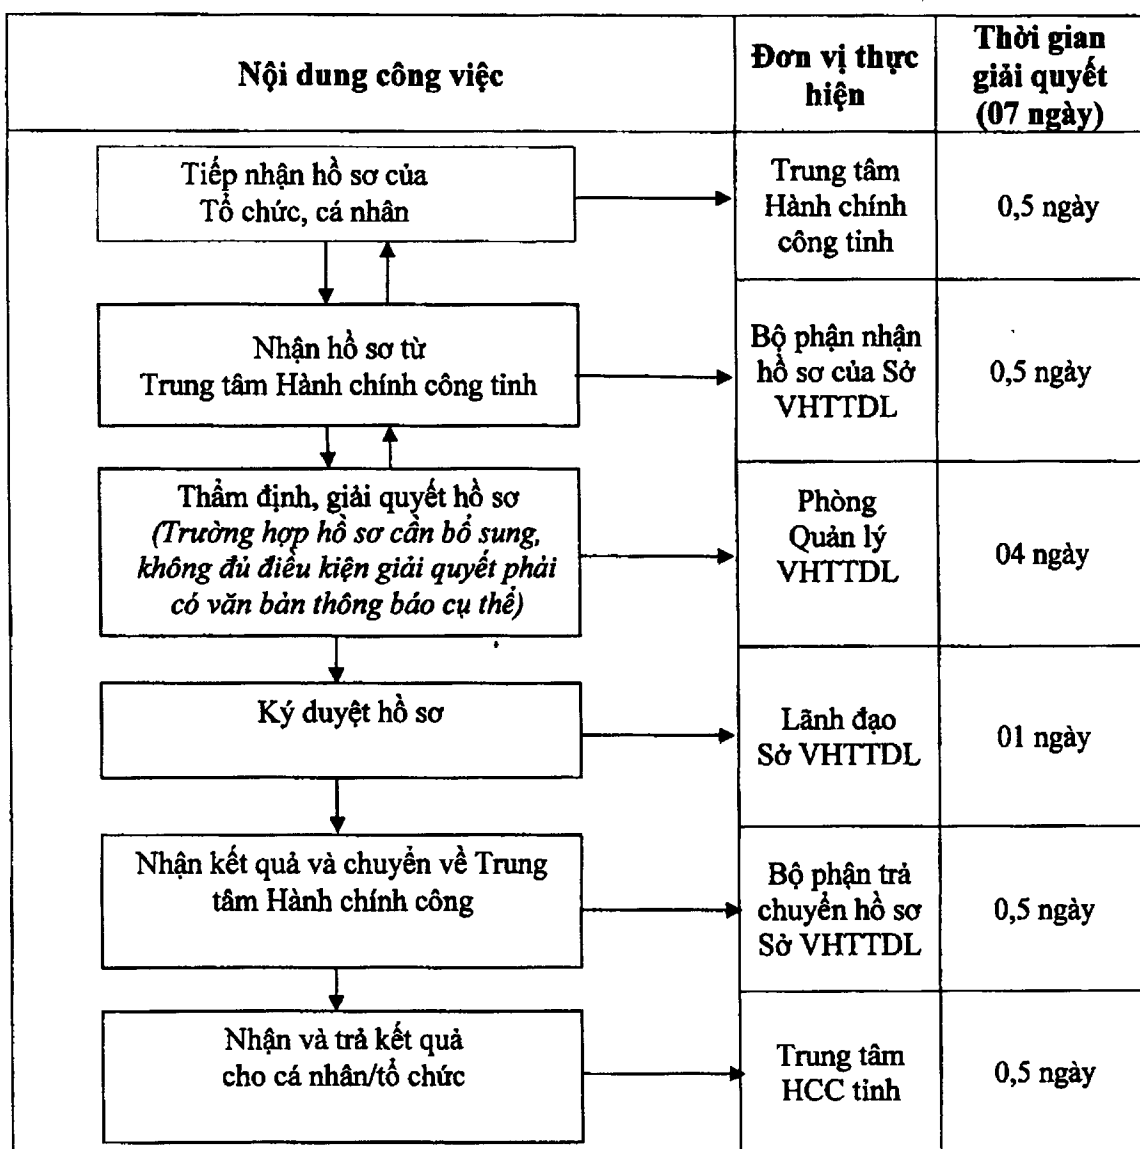 Nội dung công việc
Đơn vị thực
hiện
Thời gian
giải quyết
(07 ngày)
Tiếp nhận hồ sơ của
Tổ chức, cá nhân
Trung tâm
Hành chính
công tỉnh
0,5 ngày
Nhận hồ sơ từ
Trung tâm Hành chính công tỉnh
Bộ phận nhận
hồ sơ của Sở
VHTTDL
0,5 ngày
Thẩm định, giải quyết hồ sơ
(Trường hợp hồ sơ cần bổ sung,
không đủ điều kiện giải quyết phải
có văn bản thông báo cụ thể)
Phòng
Quản lý
VHTTDL
04 ngày
Ký duyệt hồ sơ
Lãnh đạo
Sở VHTTDL
01 ngày
Nhận kết quả và chuyển về Trung
tâm Hành chính công
Bộ phận trả
chuyển hồ sơ
Sở VHTTDL
0,5 ngày
Nhận và trả kết quả
cho cá nhân/tổ chức
Trung tâm
HCC tỉnh
0,5 ngày